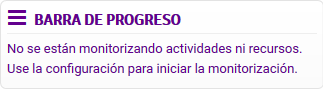 BARRA DE PROGRESO
No se están monitorizando actividades ni recursos.
Use la configuración para iniciar la monitorización.